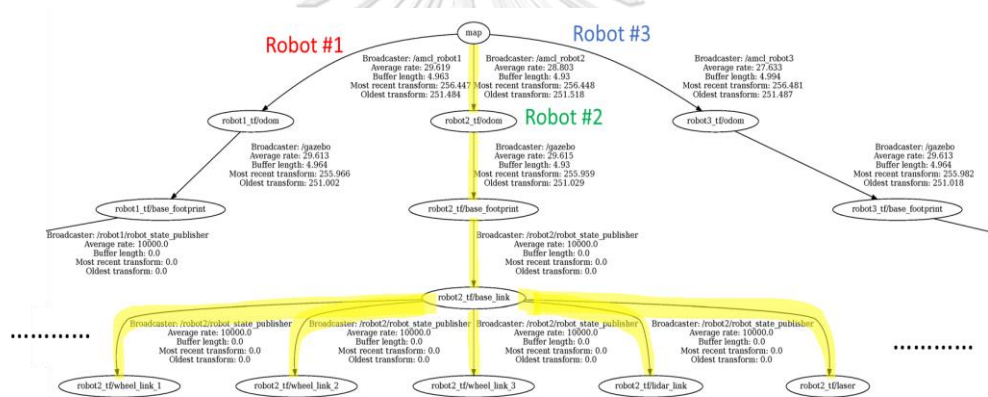 Robot #1
map
Robot #3
Broadcaster: /amcl_robot1
Average rate: 29.619
Buffer length: 4.963
Most recent transform: 256.447
Oldest transform: 251.484
Broadcaster: /amcl_robot2
Average rate: 28.803
Buffer length: 4.93
Most recent transform: 256.448
Oldest transform: 251.518
Broadcaster: /amcl_robot3
Average rate: 27.633
Buffer length: 4.994
Most recent transform: 256.481
Oldest transform: 251.487
robot1_tf/odom
robot2_tf/odom
Robot #2
robot3_tf/odom
Broadcaster: /gazebo
Average rate: 29.613
Buffer length: 4.964
Most recent transform: 255.966
Oldest transform: 251.002
Broadcaster: /gazebo
Average rate: 29.615
Buffer length: 4.93
Most recent transform: 255.959
Oldest transform: 251.029
Broadcaster: /gazebo
Average rate: 29.613
Buffer length: 4.964
Most recent transform: 255.982
Oldest transform: 251.018
robot1_tf/base_footprint
robot2_tf/base_footprint
robot3_tf/base_footprint
Broadcaster: /robot1/robot_state_publisher
Average rate: 10000.0
Buffer length: 0.0
Most recent transform: 0.0
Oldest transform: 0.0
Broadcaster: /robot2/robot_state_publisher
Average rate: 10000.0
Buffer length: 0.0
Most recent transform: 0.0
Oldest transform: 0.0
robot2_tf/base_link
Broadcaster: /robot2/robot_state_publisher
Average rate: 10000.0
Buffer length: 0.0
Most recent transform: 0.0
Oldest transform: 0.0
Broadcaster: /robot2/robot_state_publisher
Average rate: 10000.0
Buffer length: 0.0
Most recent transform: 0.0
Oldest transform: 0.0
Broadcaster: /robot2/robot_state_publisher
Average rate: 10000.0
Buffer length: 0.0
Most recent transform: 0.0
Oldest transform: 0.0
Broadcaster: /robot2/robot_state_publisher
Average rate: 10000.0
Buffer length: 0.0
Most recent transform: 0.0
Oldest transform: 0.0
robot2_tf/wheel_link_1
robot2_tf/wheel_link_2
robot2_tf/wheel_link_3
robot2_tf/lidar_link
robot2_tf/laser